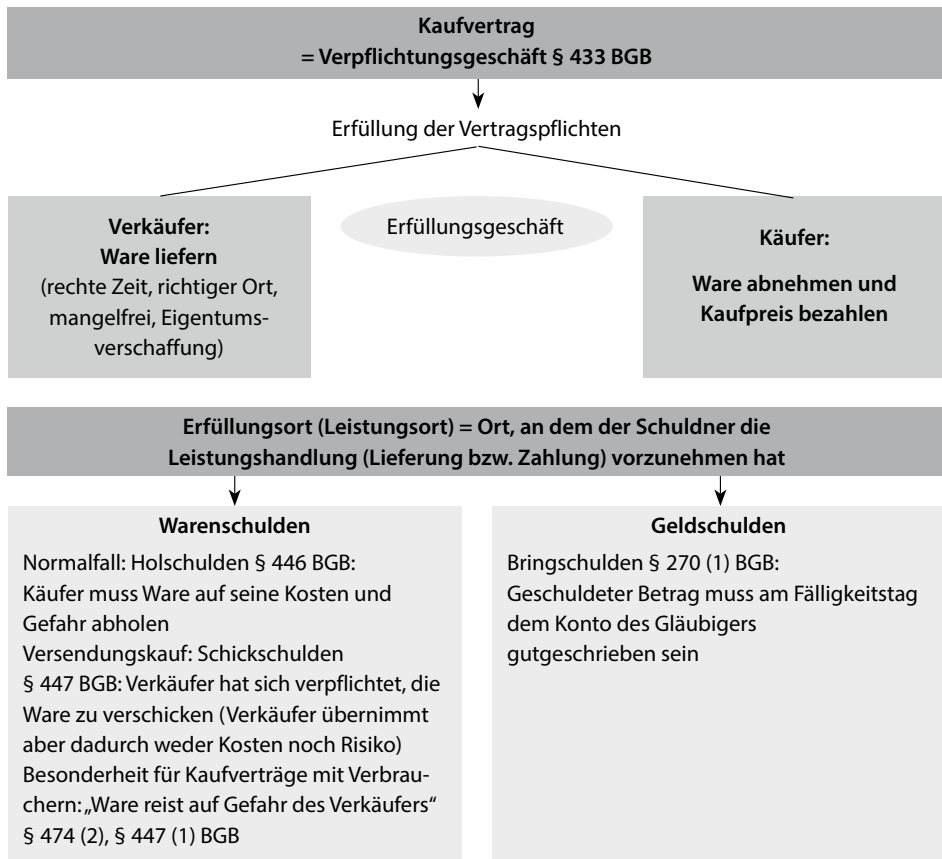 Kaufvertrag
= Verpflichtungsgeschäft § 433 BGB
Erfüllung der Vertragspflichten
Verkäufer:
Ware liefern
(rechte Zeit, richtiger Ort,
mangelfrei, Eigentums-
verschaffung)
Erfüllungsgeschäft
Käufer:
Ware abnehmen und
Kaufpreis bezahlen
Erfüllungsort (Leistungsort) = Ort, an dem der Schuldner die
Leistungshandlung (Lieferung bzw. Zahlung) vorzunehmen hat
Warenschulden
Normalfall: Holschulden § 446 BGB:
Käufer muss Ware auf seine Kosten und
Gefahr abholen
Versendungskauf: Schickschulden
§ 447 BGB: Verkäufer hat sich verpflichtet, die
Ware zu verschicken (Verkäufer übernimmt
aber dadurch weder Kosten noch Risiko)
Besonderheit für Kaufverträge mit Verbrau-
chern: „Ware reist auf Gefahr des Verkäufers“
§ 474 (2), § 447 (1) BGB
Geldschulden
Bringschulden § 270 (1) BGB:
Geschuldeter Betrag muss am Fälligkeitstag
dem Konto des Gläubigers
gutgeschrieben sein